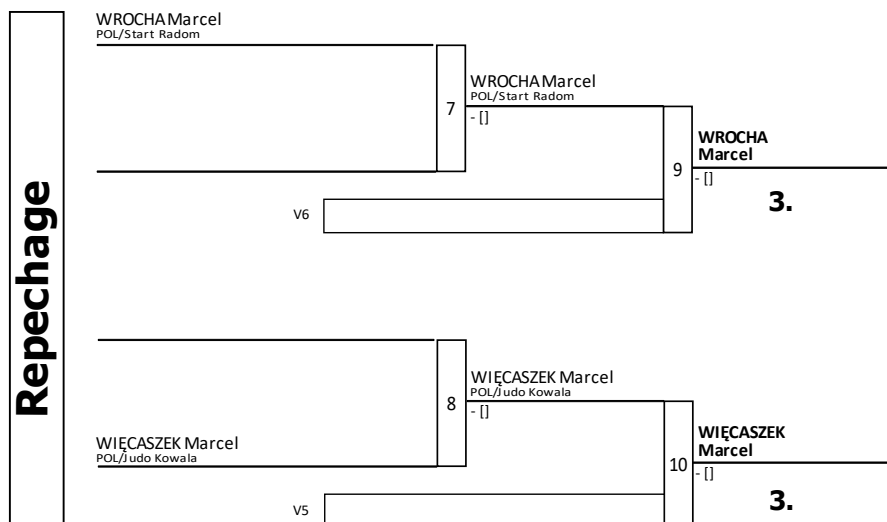 Repechage
WROCHA Marcel
POL/Start Radom
7
WROCHA Marcel
POL/Start Radom
- []
9
WROCHA
Marcel
- []
3.
V6
8
WIĘCASZEK Marcel
POL/Judo Kowala
- []
WIĘCASZEK Marcel
POL/Judo Kowala
10
WIĘCASZEK
Marcel
- []
3.
V5